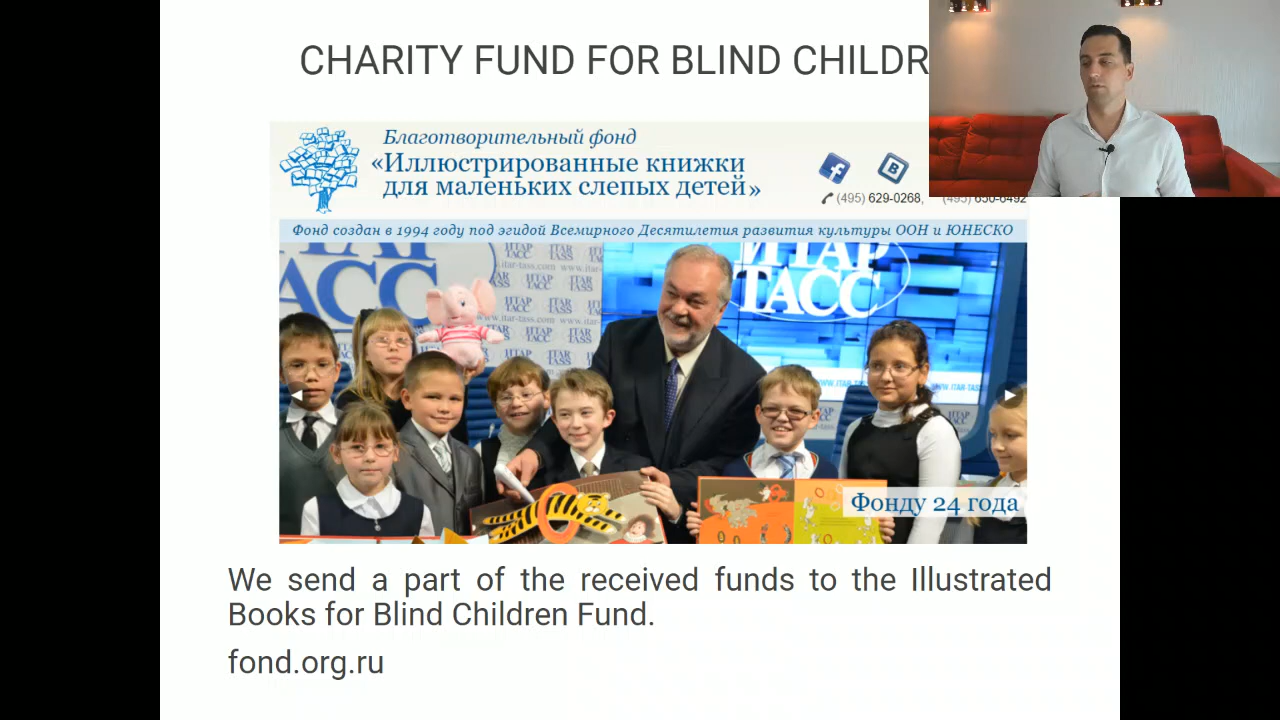 CHARITY FUND FOR BLIND
Благотворительный фонд
«Иллюстрированные книжки
для маленьких слепых детей»
(495) 629-0268,
Фонд создан в 1994 году под эгидой Всемирного Десятилетия развития культуры ООН и ЮНЕСКО
ТАСС
ИТАР
ТАСС
Фонду 24 года
We send a part of the received funds to the Illustrated
Books for Blind Children Fund.
fond.org.ru